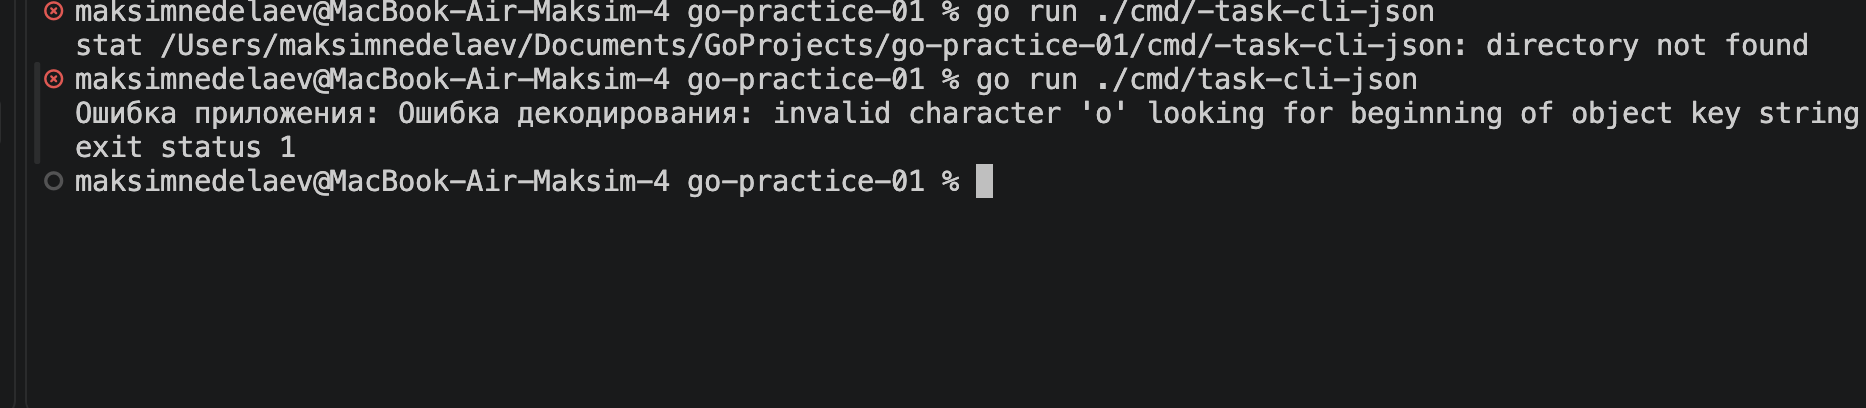 maksimnedelaev@MacBook-Air-Maksim-4 go-practice-01 % go run ./cmd/-task-cli-json
stat /Users/maksimnedelaev/Documents/GoProjects/go-practice-01/cmd/-task-cli-json: directory not found
maksimnedelaev@MacBook-Air-Maksim-4 go-practice-01 % go run ./cmd/task-cli-json
Ошибка приложения: Ошибка декодирования: invalid character 'o' looking for beginning of object key string
exit status 1
maksimnedelaev@MacBook-Air-Maksim-4 go-practice-01 %